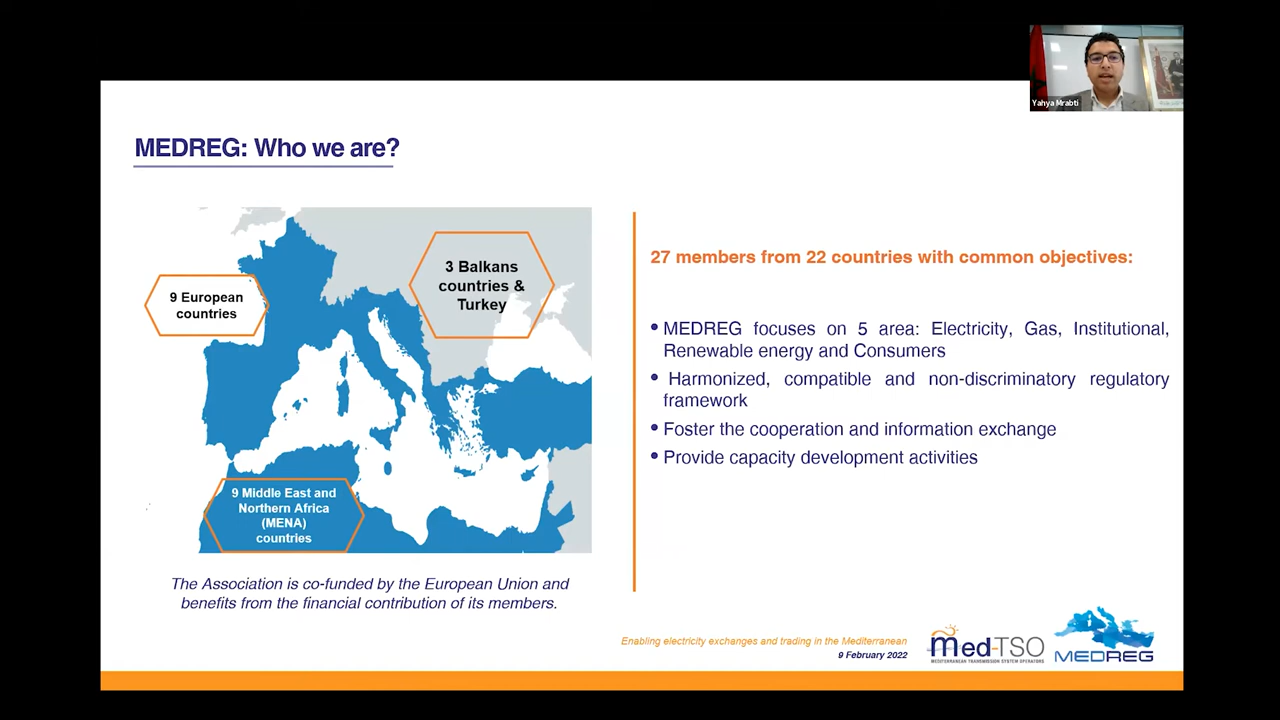 Yahya Mrabti
MEDREG: Who we are?
3 Balkans
countries &
Turkey
9 European
countries
9 Middle East and
Northern Africa
(MENA)
countries
The Association is co-funded by the European Union and
benefits from the financial contribution of its members.
27 members from 22 countries with common objectives:
• MEDREG focuses on 5 area: Electricity, Gas, Institutional,
Renewable energy and Consumers
• Harmonized, compatible and non-discriminatory regulatory
framework
• Foster the cooperation and information exchange
• Provide capacity development activities
Enabling electricity exchanges and trading in the Mediterranean
9 February 2022
Med-TSO
MEDITERRANEAN TRANSMISSION SYSTEM OPERATORS
MEDREG